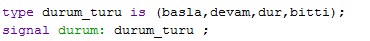 type durum_turu is (basla,devam,dur,bitti);
signal durum: durum_turu ;